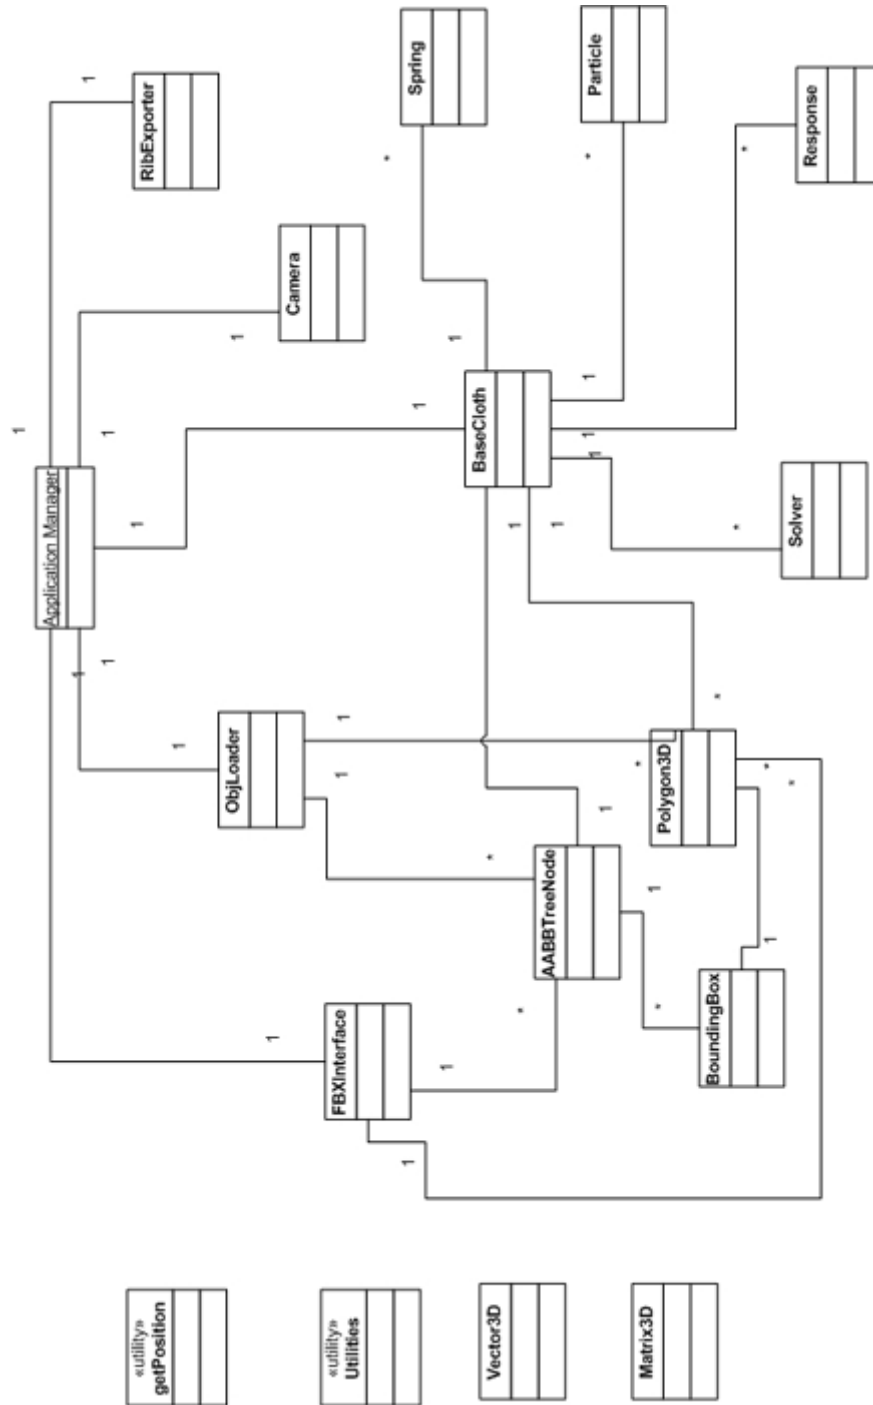 1
Application Manager
1
1
1
1
1
«utility»
getPosition
RibExporter
1
ObjLoader
1
1
Camera
«utility»
Utilities
FBXInterface
1
1
*
1
Spring
1
1
1
BaseCloth
*
Vector3D
1
*
AABBTreeNode
1
1
1
*
1
Particle
1
*
Matrix3D
1
*
Polygon3D
BoundingBox
*
*
*
*
1
*
Solver
Response